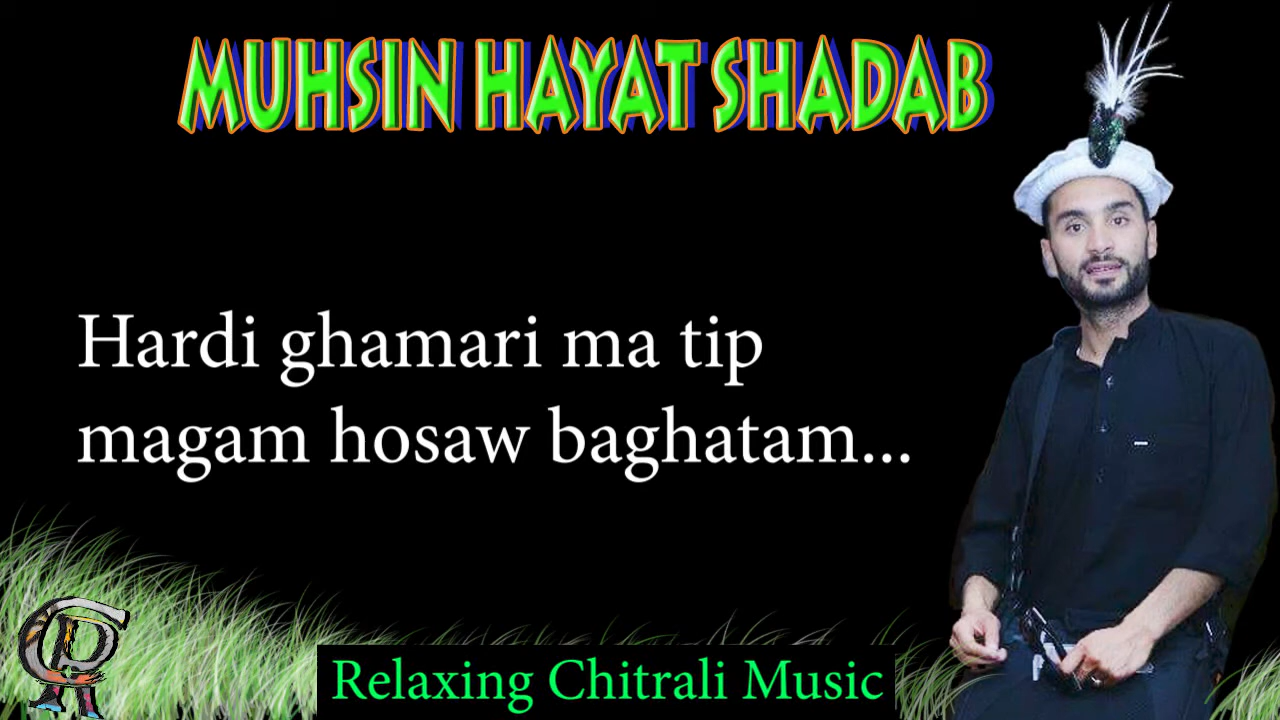 MUHSIN HAYAT SHADAB
Hardi ghamari ma tip
magam hosaw baghatam...
Relaxing Chitrali Music